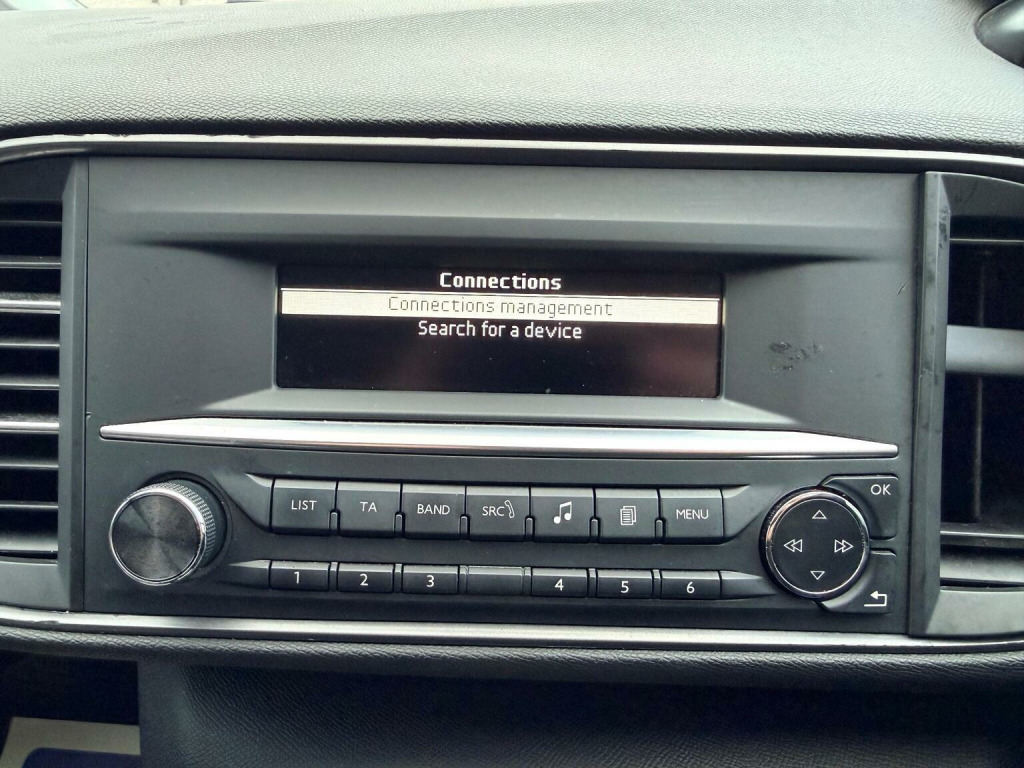 Connections
Connections management
Search for a device
LIST TA BAND SRC MENU OK
1 2 3 4 5 6